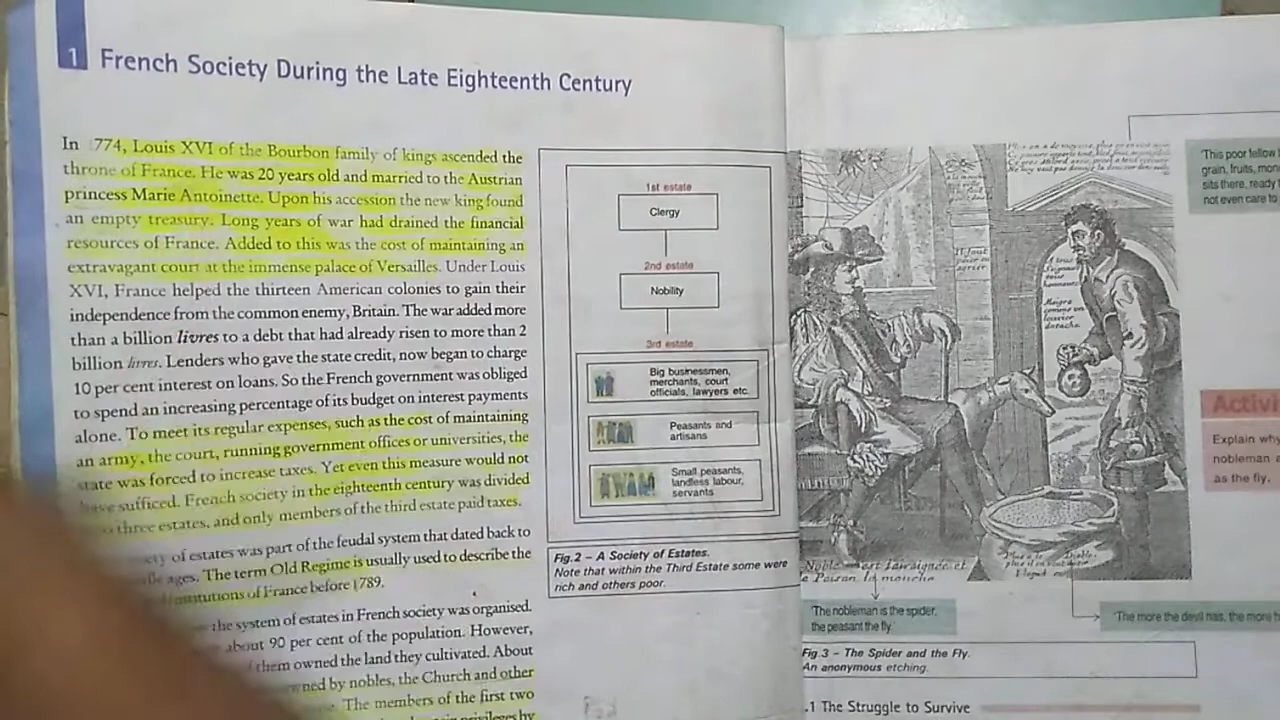 1 French Society During the Late Eighteenth Century
In 774, Louis XVI of the Bourbon family of kings ascended the
throne of France. He was 20 years old and married to the Austrian
princess Marie Antoinette. Upon his accession the new king found
an empty treasury. Long years of war had drained the financial
resources of France. Added to this was the cost of maintaining an
extravagant court at the immense palace of Versailles. Under Louis
XVI, France helped the thirteen American colonies to gain their
independence from the common enemy, Britain. The war added more
than a billion livres to a debt that had already risen to more than 2
billion livres. Lenders who gave the state credit, now began to charge
10 per cent interest on loans. So the French government was obliged
to spend an increasing percentage of its budget on interest payments
alone. To meet its regular expenses, such as the cost of maintaining
an army, the court, running government offices or universities, the
state was forced to increase taxes. Yet even this measure would not
have sufficed. French society in the eighteenth century was divided
three estates, and only members of the third estate paid taxes.
of estates was part of the feudal system that dated back to
ages. The term Old Regime is usually used to describe the
institutions of France before 1789.
the system of estates in French society was organised.
about 90 per cent of the population. However,
them owned the land they cultivated. About
by nobles, the Church and other
The members of the first two
privileges by
1st estate
Clergy
2nd estate
Nobility
3rd estate
Big businessmen,
merchants, court
officials, lawyers etc.
Peasants and
artisans
Small peasants,
landless labour,
servants
Fig.2 – A Society of Estates.
Note that within the Third Estate some were
rich and others poor.
'This poor fellow
grain, fruits, mon
sits there, ready
not even care to
Activi
Explain why
nobleman a
as the fly.
'The nobleman is the spider,
the peasant the fly.'
'The more the devil has, the more h
Fig.3 – The Spider and the Fly.
An anonymous etching.
.1 The Struggle to Survive